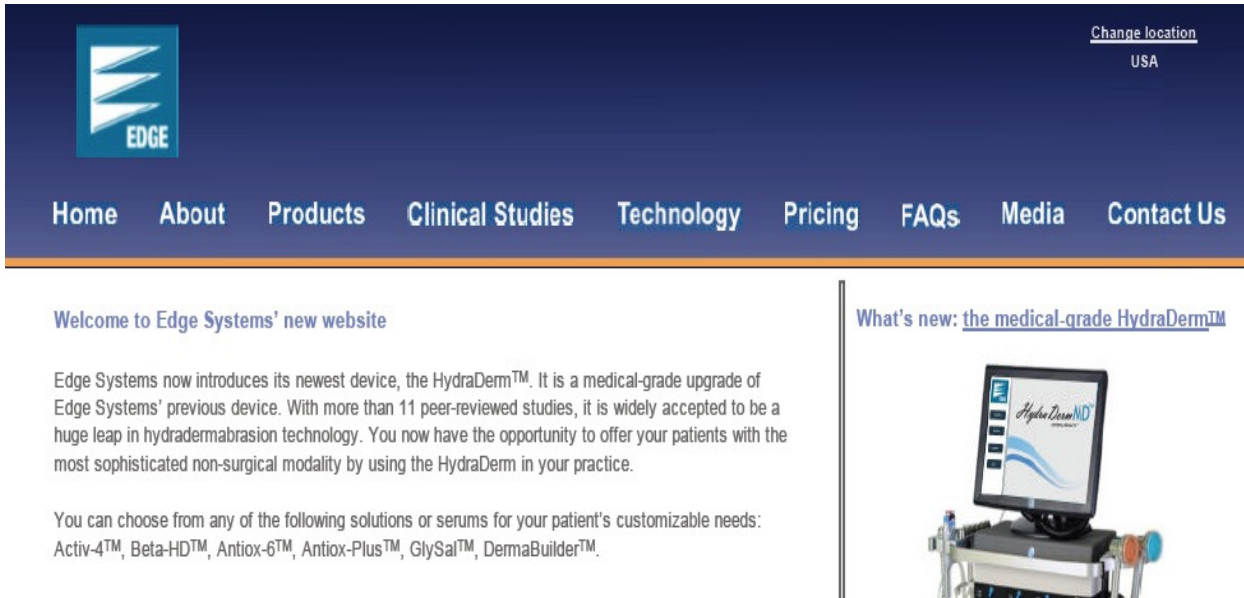 Change location
USA
EDGE
Home About Products Clinical Studies Technology Pricing FAQs Media Contact Us
Welcome to Edge Systems’ new website
Edge Systems now introduces its newest device, the HydraDerm™. It is a medical-grade upgrade of
Edge Systems’ previous device. With more than 11 peer-reviewed studies, it is widely accepted to be a
huge leap in hydradermabrasion technology. You now have the opportunity to offer your patients with the
most sophisticated non-surgical modality by using the HydraDerm in your practice.
You can choose from any of the following solutions or serums for your patient’s customizable needs:
Activ-4™, Beta-HD™, Antiox-6™, Antiox-Plus™, GlySal™, DermaBuilder™.
What’s new: the medical-grade HydraDerm™
HydraDermMD™